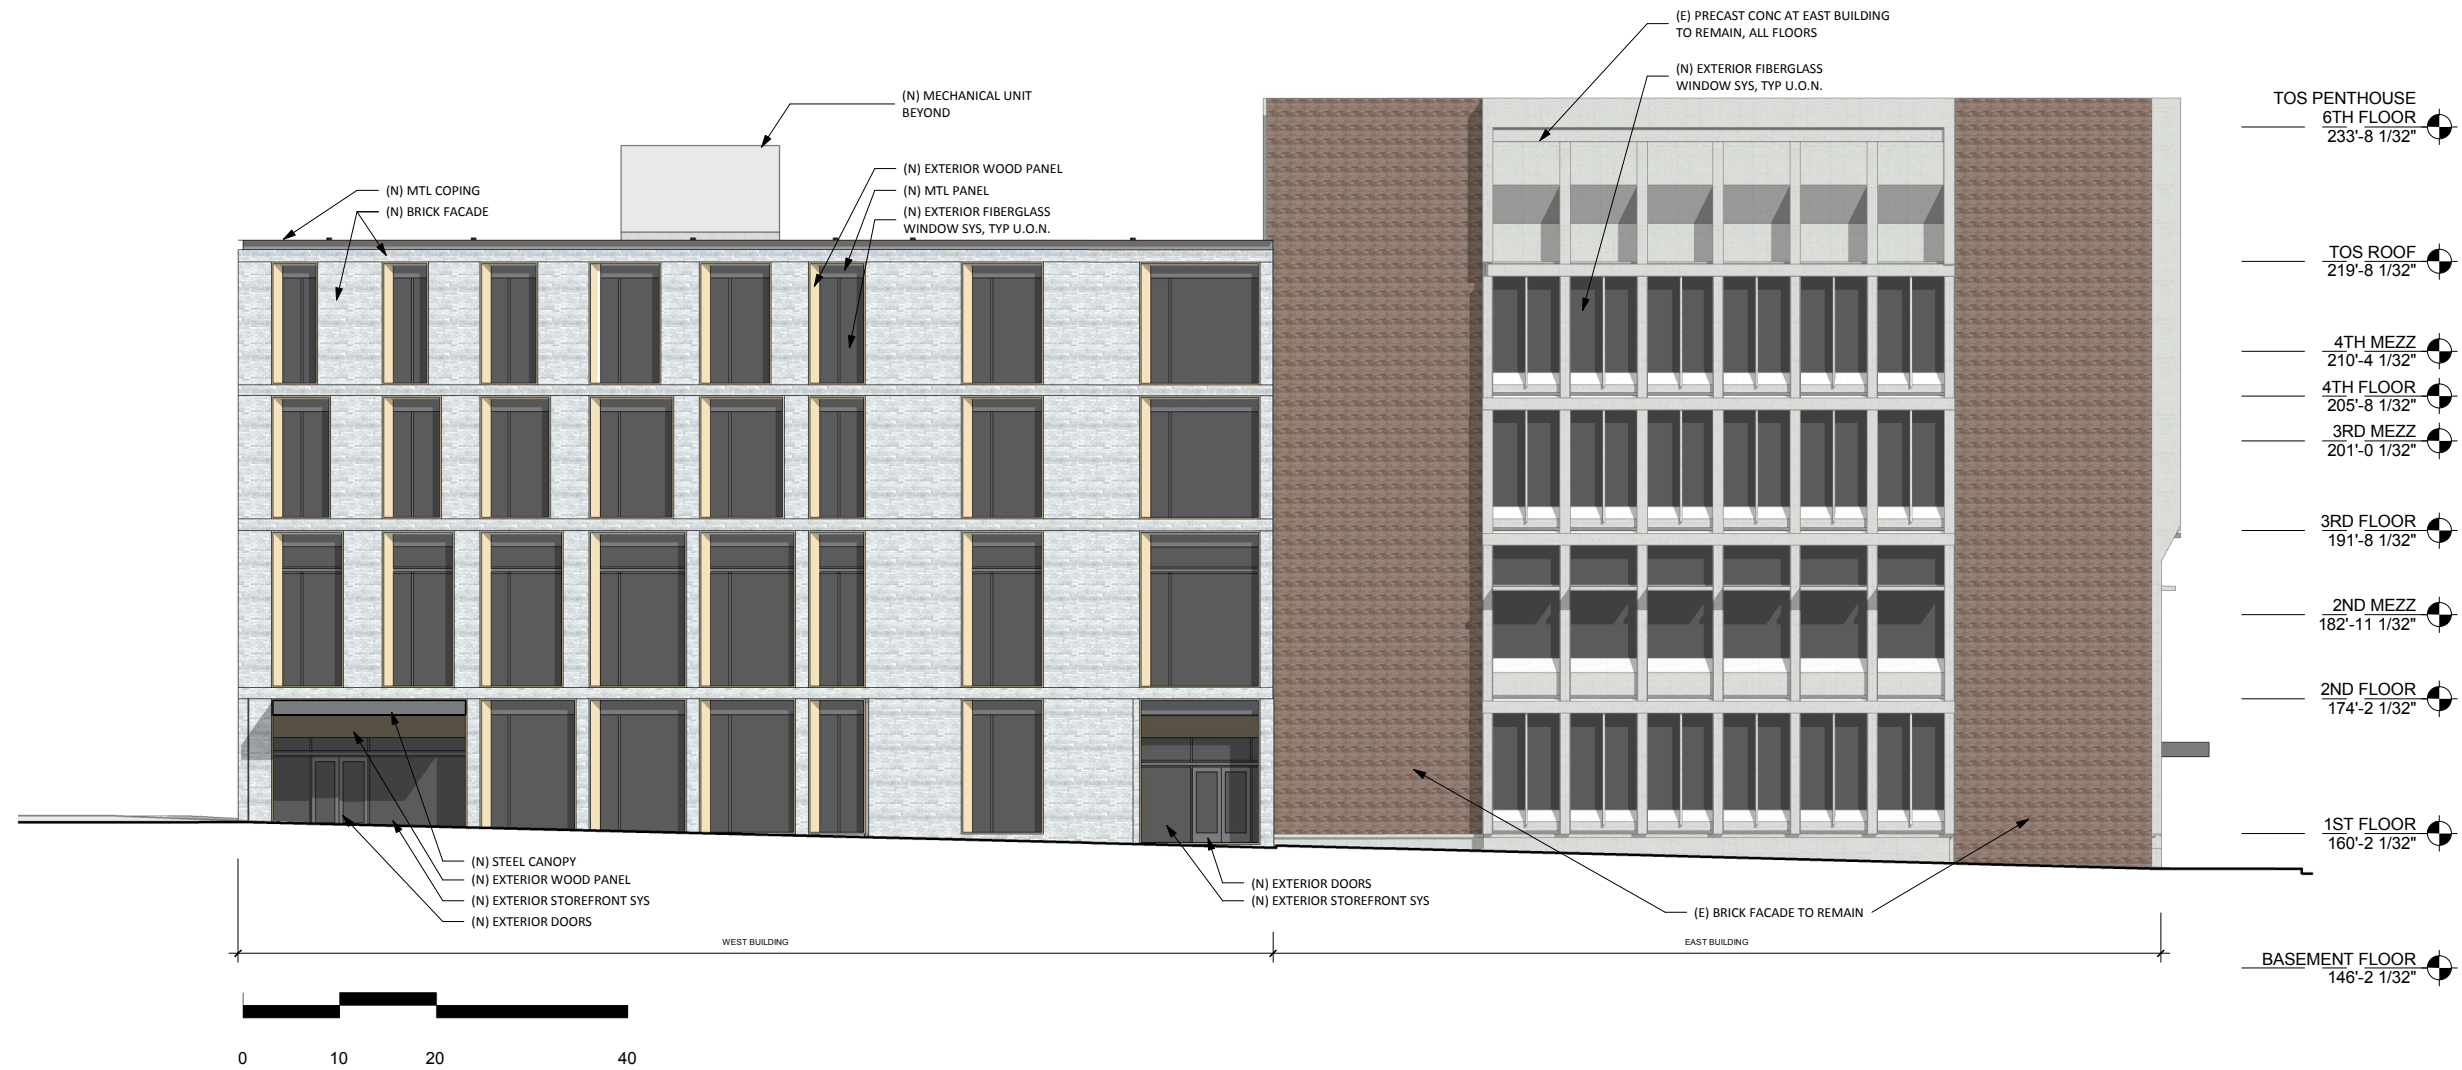 (E) PRECAST CONC AT EAST BUILDING
TO REMAIN, ALL FLOORS
(N) EXTERIOR FIBERGLASS
WINDOW SYS, TYP U.O.N.
(N) MECHANICAL UNIT
BEYOND
(N) EXTERIOR WOOD PANEL
(N) MTL PANEL
(N) EXTERIOR FIBERGLASS
WINDOW SYS, TYP U.O.N.
(N) MTL COPING
(N) BRICK FACADE
TOS PENTHOUSE
6TH FLOOR
233'-8 1/32"
TOS ROOF
219'-8 1/32"
4TH MEZZ
210'-4 1/32"
4TH FLOOR
205'-8 1/32"
3RD MEZZ
201'-0 1/32"
3RD FLOOR
191'-8 1/32"
2ND MEZZ
182'-11 1/32"
2ND FLOOR
174'-2 1/32"
1ST FLOOR
160'-2 1/32"
BASEMENT FLOOR
146'-2 1/32"
(N) STEEL CANOPY
(N) EXTERIOR WOOD PANEL
(N) EXTERIOR STOREFRONT SYS
(N) EXTERIOR DOORS
(N) EXTERIOR DOORS
(N) EXTERIOR STOREFRONT SYS
(E) BRICK FACADE TO REMAIN
WEST BUILDING
EAST BUILDING
0 10 20 40